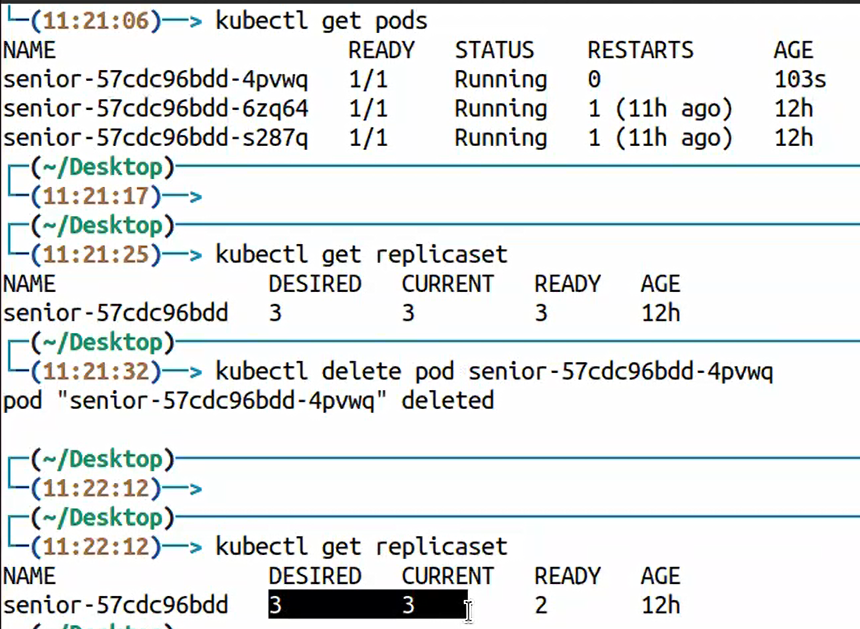 (11:21:06)—> kubectl get pods
NAME READY STATUS RESTARTS AGE
senior-57cdc96bdd-4pvwq 1/1 Running 0 103s
senior-57cdc96bdd-6zq64 1/1 Running 1 (11h ago) 12h
senior-57cdc96bdd-s287q 1/1 Running 1 (11h ago) 12h
(~/Desktop)
(11:21:17)—>
(~/Desktop)
(11:21:25)—> kubectl get replicaset
NAME DESIRED CURRENT READY AGE
senior-57cdc96bdd 3 3 3 12h
(~/Desktop)
(11:21:32)—> kubectl delete pod senior-57cdc96bdd-4pvwq
pod "senior-57cdc96bdd-4pvwq" deleted
(~/Desktop)
(11:22:12)—>
(~/Desktop)
(11:22:12)—> kubectl get replicaset
NAME DESIRED CURRENT READY AGE
senior-57cdc96bdd 3 3 2 12h